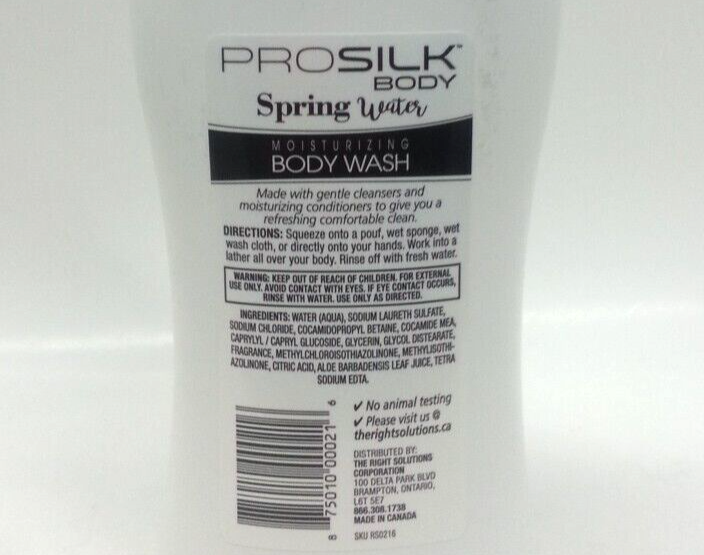 PROSILK™
BODY
Spring Water
MOISTURIZING
BODY WASH
Made with gentle cleansers and
moisturizing conditioners to give you a
refreshing comfortable clean.
DIRECTIONS: Squeeze onto a pouf, wet sponge, wet
wash cloth, or directly onto your hands. Work into a
lather all over your body. Rinse off with fresh water.
WARNING: KEEP OUT OF REACH OF CHILDREN. FOR EXTERNAL
USE ONLY. AVOID CONTACT WITH EYES. IF EYE CONTACT OCCURS,
RINSE WITH WATER. USE ONLY AS DIRECTED.
INGREDIENTS: WATER (AQUA), SODIUM LAURETH SULFATE,
SODIUM CHLORIDE, COCAMIDOPROPYL BETAINE, COCAMIDE MEA,
CAPRYLYL / CAPRYL GLUCOSIDE, GLYCERIN, GLYCOL DISTEARATE,
FRAGRANCE, METHYLCHLOROISOTHIAZOLINONE, METHYLISOTHI-
AZOLINONE, CITRIC ACID, ALOE BARBADENSIS LEAF JUICE, TETRA
SODIUM EDTA.
8 75010 00021 6
✓ No animal testing
✓ Please visit us @
therightsolutions.ca
DISTRIBUTED BY:
THE RIGHT SOLUTIONS
CORPORATION
100 DELTA PARK BLVD
BRAMPTON, ONTARIO,
L6T 5E7
866.308.1738
MADE IN CANADA
SKU RS0216